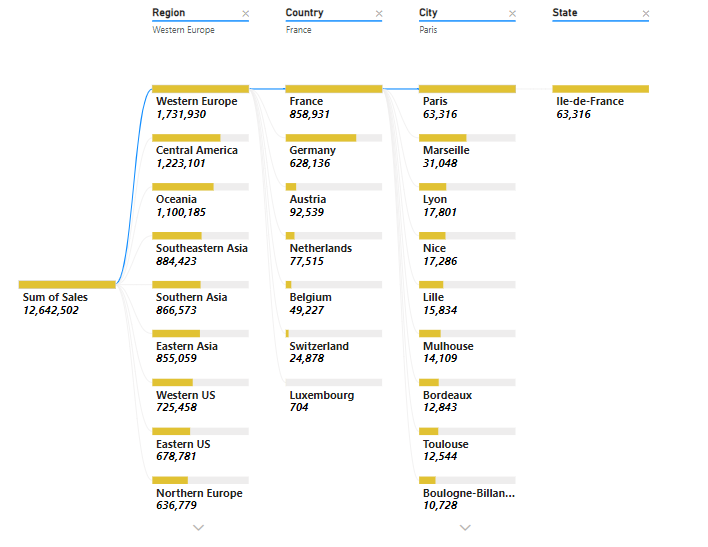 Region
Western Europe
Country
France
City
Paris
State
Sum of Sales
12,642,502
Western Europe
1,731,930
Central America
1,223,101
Oceania
1,100,185
Southeastern Asia
884,423
Southern Asia
866,573
Eastern Asia
855,059
Western US
725,458
Eastern US
678,781
Northern Europe
636,779
France
858,931
Germany
628,136
Austria
92,539
Netherlands
77,515
Belgium
49,227
Switzerland
24,878
Luxembourg
704
Paris
63,316
Marseille
31,048
Lyon
17,801
Nice
17,286
Lille
15,834
Mulhouse
14,109
Bordeaux
12,843
Toulouse
12,544
Boulogne-Billan...
10,728
Ile-de-France
63,316